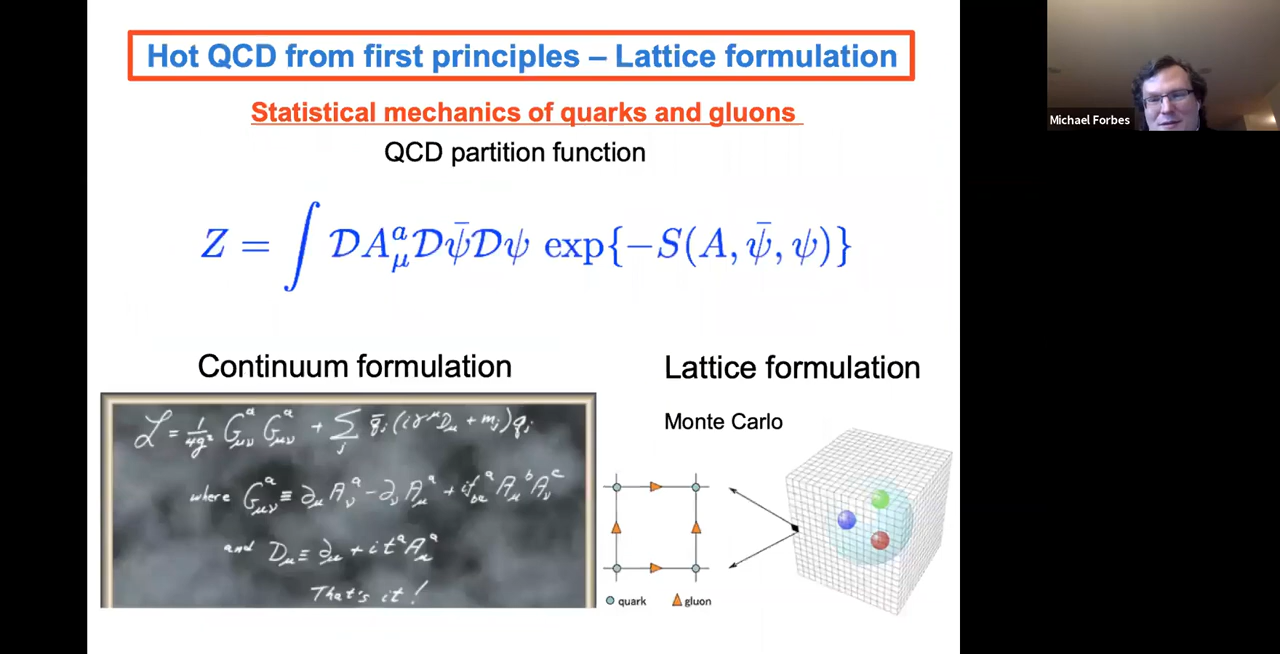 Hot QCD from first principles – Lattice formulation
Michael Forbes
Statistical mechanics of quarks and gluons
QCD partition function
Z = ∫ 𝒟A^a_μ 𝒟ψ̄ 𝒟ψ exp{−S(A, ψ̄, ψ)}
Continuum formulation
Lattice formulation
Monte Carlo
ℒ = 1/4g² G^a_μν G^a_μν + Σ_j q̄_j (iγ^μ D_μ + m_j) q_j
where G^a_μν ≡ ∂_μ A^a_ν − ∂_ν A^a_μ + i f^a_bc A^b_μ A^c_ν
and D_μ ≡ ∂_μ + i t^a A^a_μ
That's it!
quark gluon